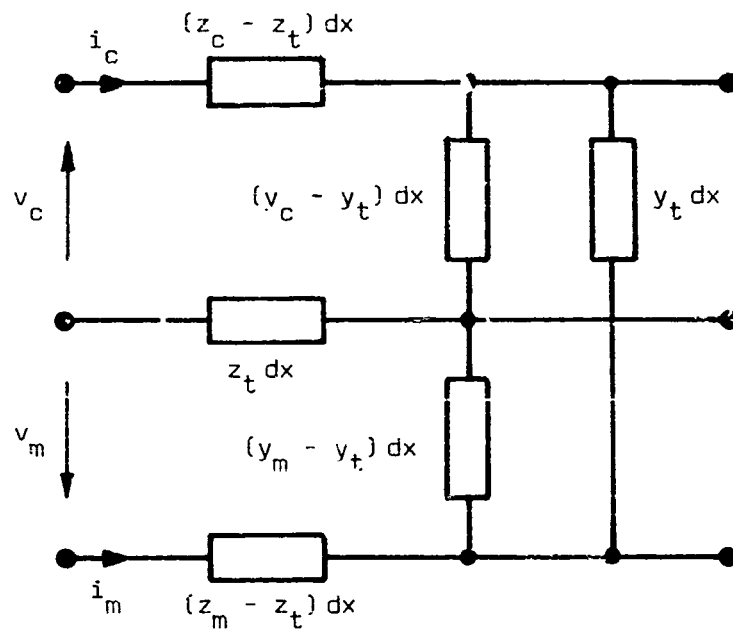 (z_c - z_t) dx
i_c
v_c
(y_c - y_t) dx
y_t dx
z_t dx
v_m
(y_m - y_t) dx
i_m
(z_m - z_t) dx